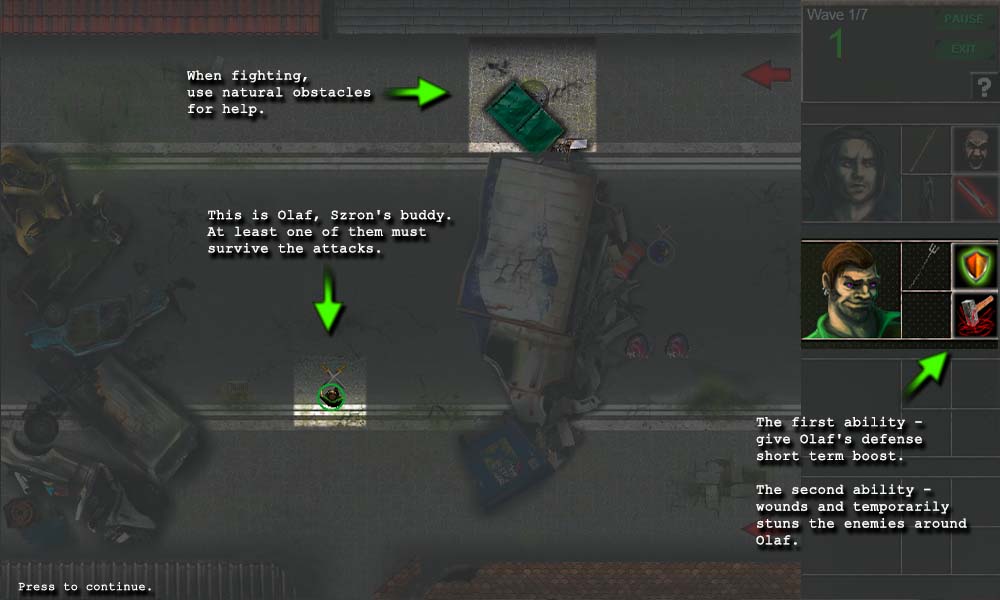 Wave 1/7
PAUSE
1
EXIT
?
When fighting,
use natural obstacles
for help.
This is Olaf, Szron's buddy.
At least one of them must
survive the attacks.
The first ability -
give Olaf's defense
short term boost.
The second ability -
wounds and temporarily
stuns the enemies around
Olaf.
Press to continue.